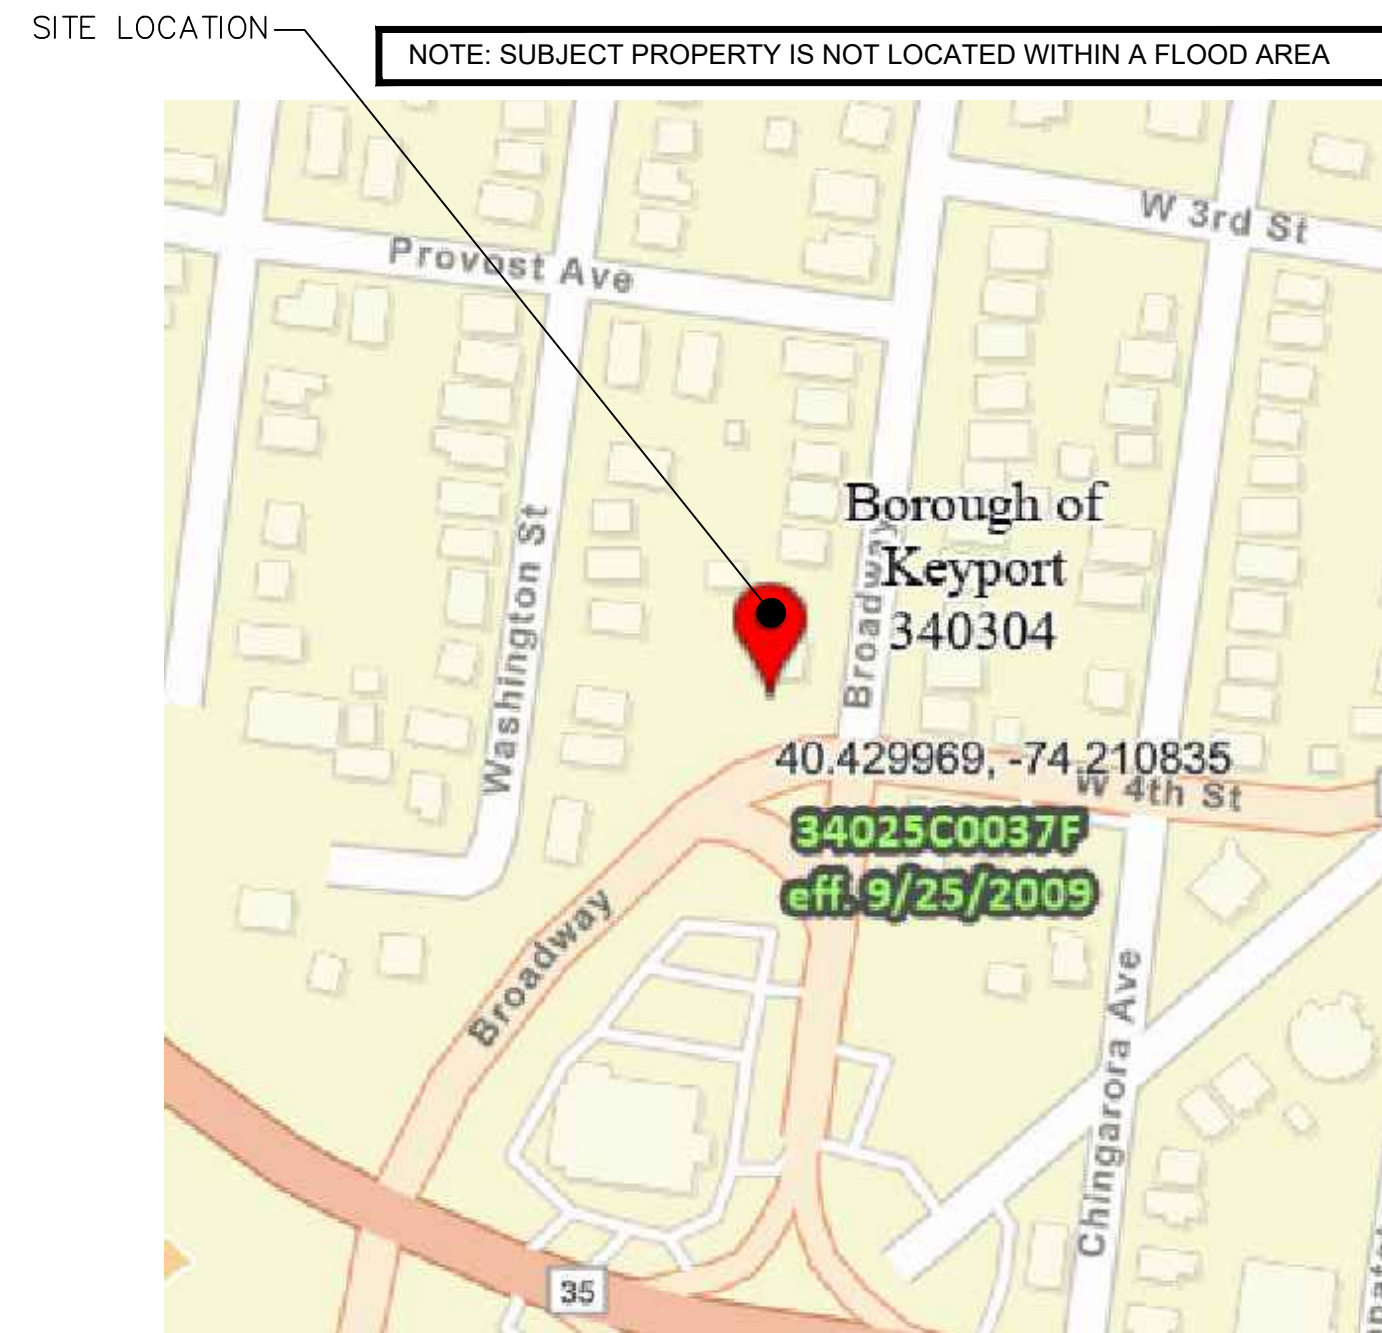 SITE LOCATION
NOTE: SUBJECT PROPERTY IS NOT LOCATED WITHIN A FLOOD AREA
W 3rd St
Provost Ave
Borough of
Keyport
340304
Broadway
Washington St
40.429969, -74.210835
W 4th St
34025C0037F
eff. 9/25/2009
Broadway
Chingarora Ave
35